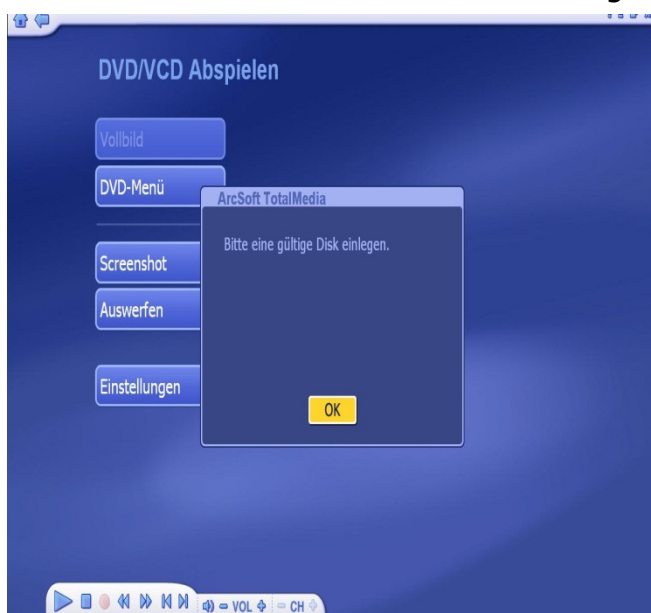 DVD/VCD Abspielen
Vollbild
DVD-Menü
ArcSoft TotalMedia
Bitte eine gültige Disk einlegen.
Screenshot
Auswerfen
Einstellungen
OK
VOL
CH